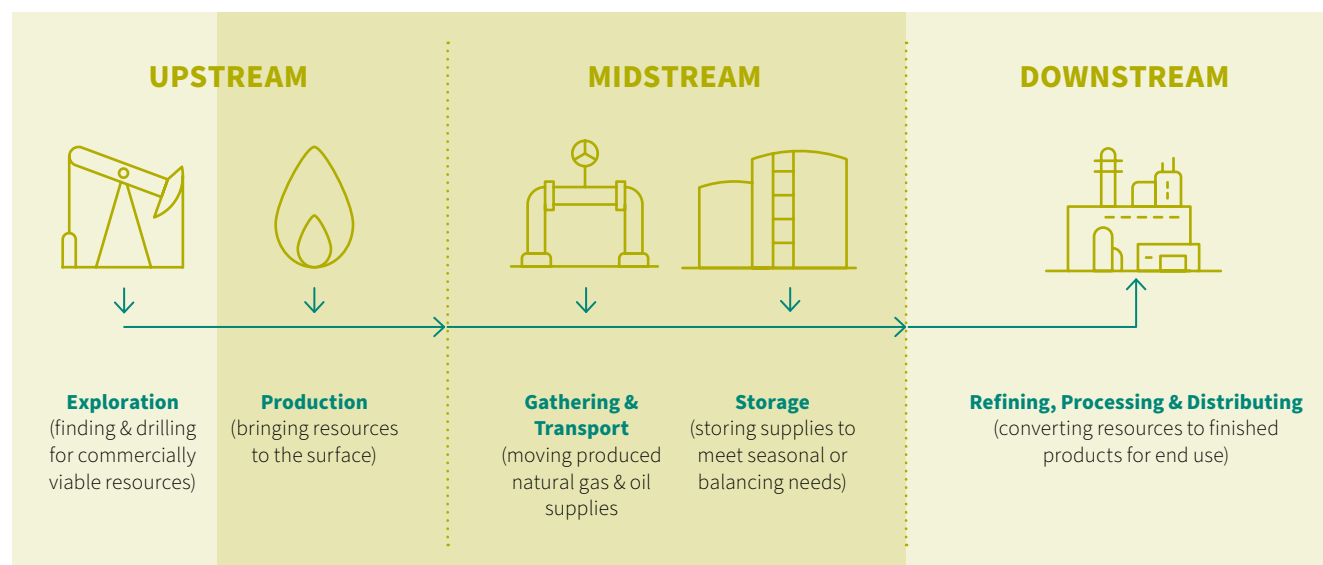 UPSTREAM
MIDSTREAM
DOWNSTREAM
Exploration
(finding & drilling
for commercially
viable resources)
Production
(bringing resources
to the surface)
Gathering &
Transport
(moving produced
natural gas & oil
supplies
Storage
(storing supplies to
meet seasonal or
balancing needs)
Refining, Processing & Distributing
(converting resources to finished
products for end use)